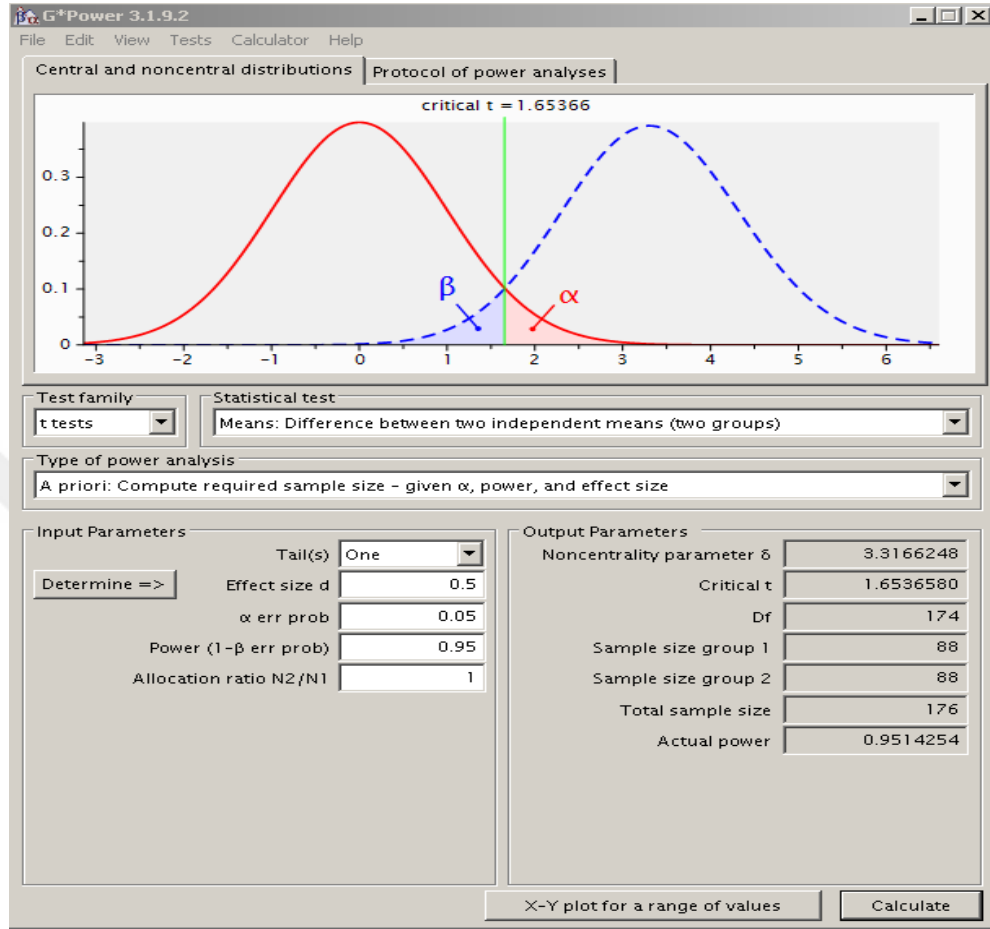 G*Power 3.1.9.2
File Edit View Tests Calculator Help
Central and noncentral distributions Protocol of power analyses
critical t = 1.65366
0.3
0.2
0.1
0
β
α
-3 -2 -1 0 1 2 3 4 5 6
Test family Statistical test
t tests Means: Difference between two independent means (two groups)
Type of power analysis
A priori: Compute required sample size – given α, power, and effect size
Input Parameters Output Parameters
Tail(s) One Noncentrality parameter δ 3.3166248
Determine => Effect size d 0.5 Critical t 1.6536580
α err prob 0.05 Df 174
Power (1-β err prob) 0.95 Sample size group 1 88
Allocation ratio N2/N1 1 Sample size group 2 88
Total sample size 176
Actual power 0.9514254
X-Y plot for a range of values Calculate